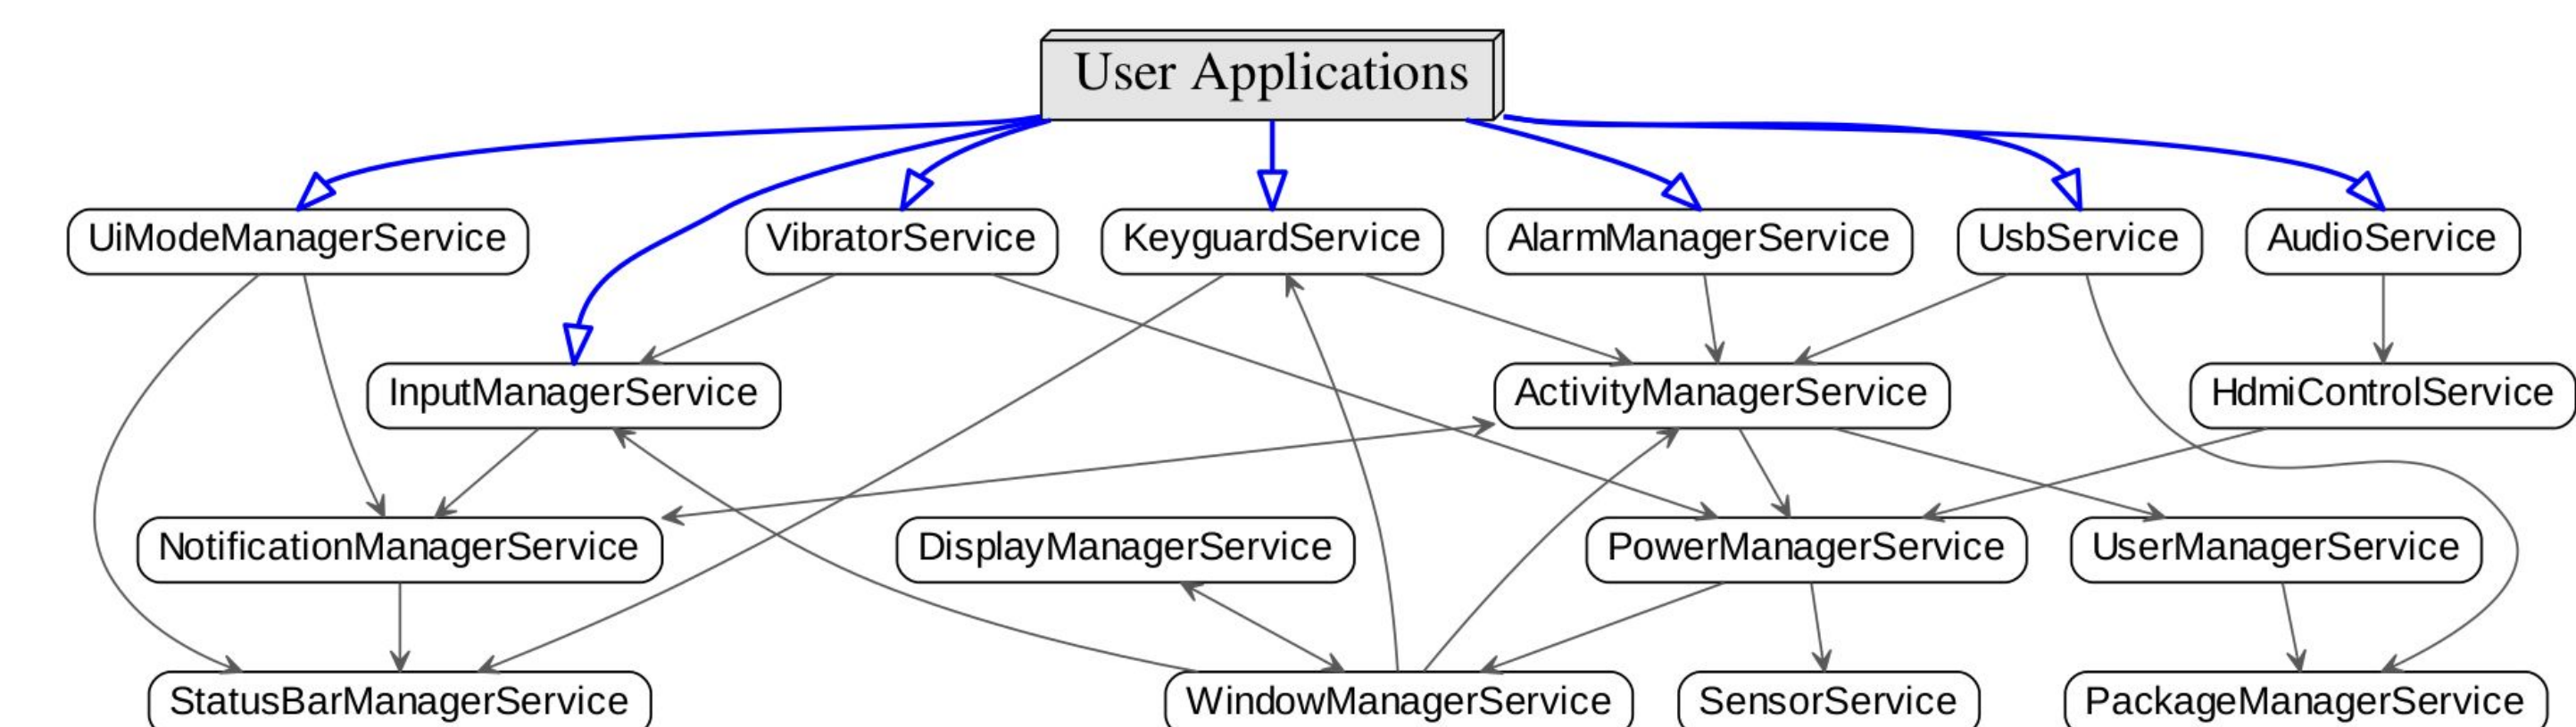 User Applications
UiModeManagerService
VibratorService
KeyguardService
AlarmManagerService
UsbService
AudioService
InputManagerService
ActivityManagerService
HdmiControlService
NotificationManagerService
DisplayManagerService
PowerManagerService
UserManagerService
StatusBarManagerService
WindowManagerService
SensorService
PackageManagerService